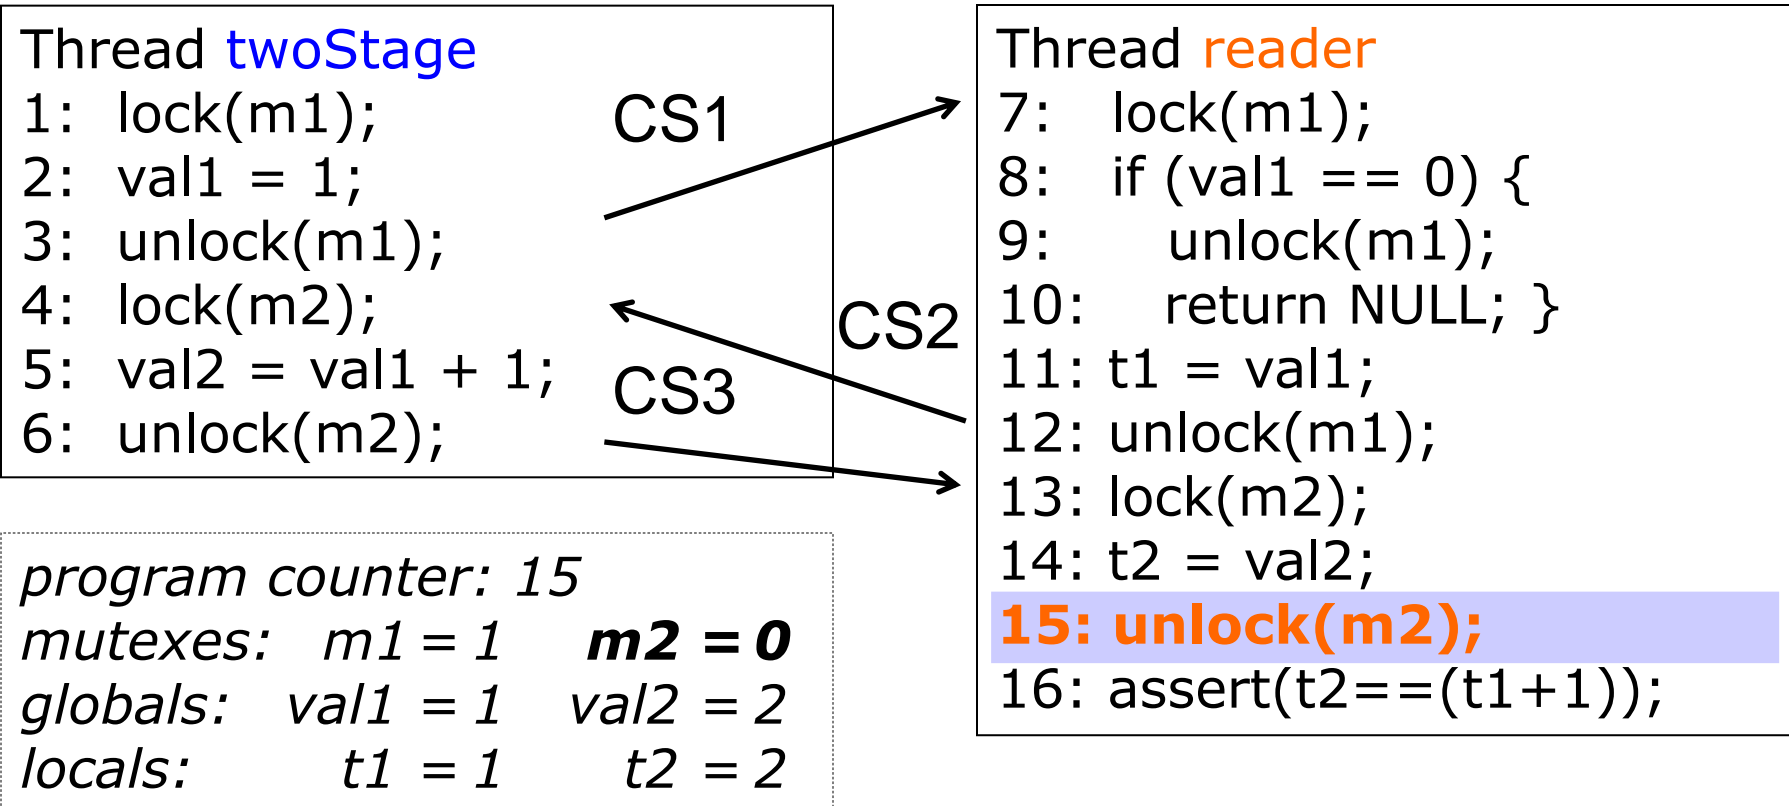 Thread twoStage
1: lock(m1);
2: val1 = 1;
3: unlock(m1);
4: lock(m2);
5: val2 = val1 + 1;
6: unlock(m2);
CS1
CS2
CS3
Thread reader
7: lock(m1);
8: if (val1 == 0) {
9: unlock(m1);
10: return NULL; }
11: t1 = val1;
12: unlock(m1);
13: lock(m2);
14: t2 = val2;
15: unlock(m2);
16: assert(t2==(t1+1));
program counter: 15
mutexes: m1 = 1 m2 = 0
globals: val1 = 1 val2 = 2
locals: t1 = 1 t2 = 2